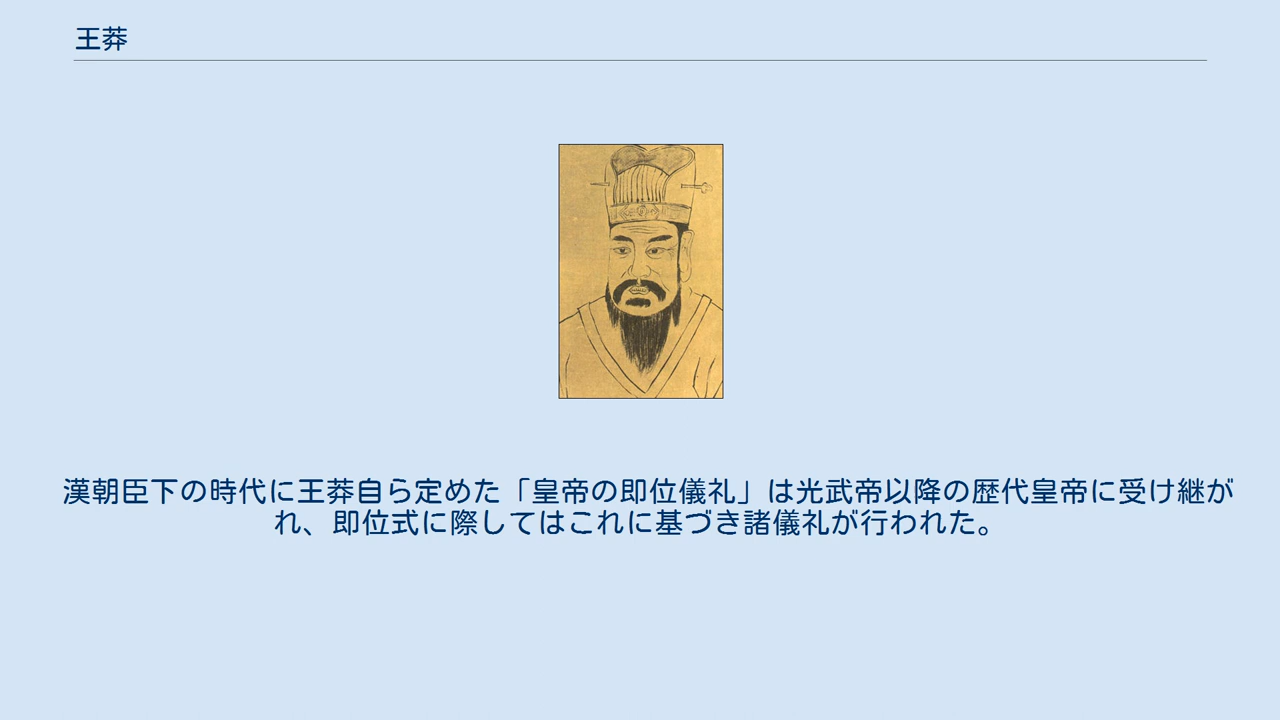 王莽
漢朝臣下の時代に王莽自ら定めた「皇帝の即位儀礼」は光武帝以降の歴代皇帝に受け継が
れ、即位式に際してはこれに基づき諸儀礼が行われた。